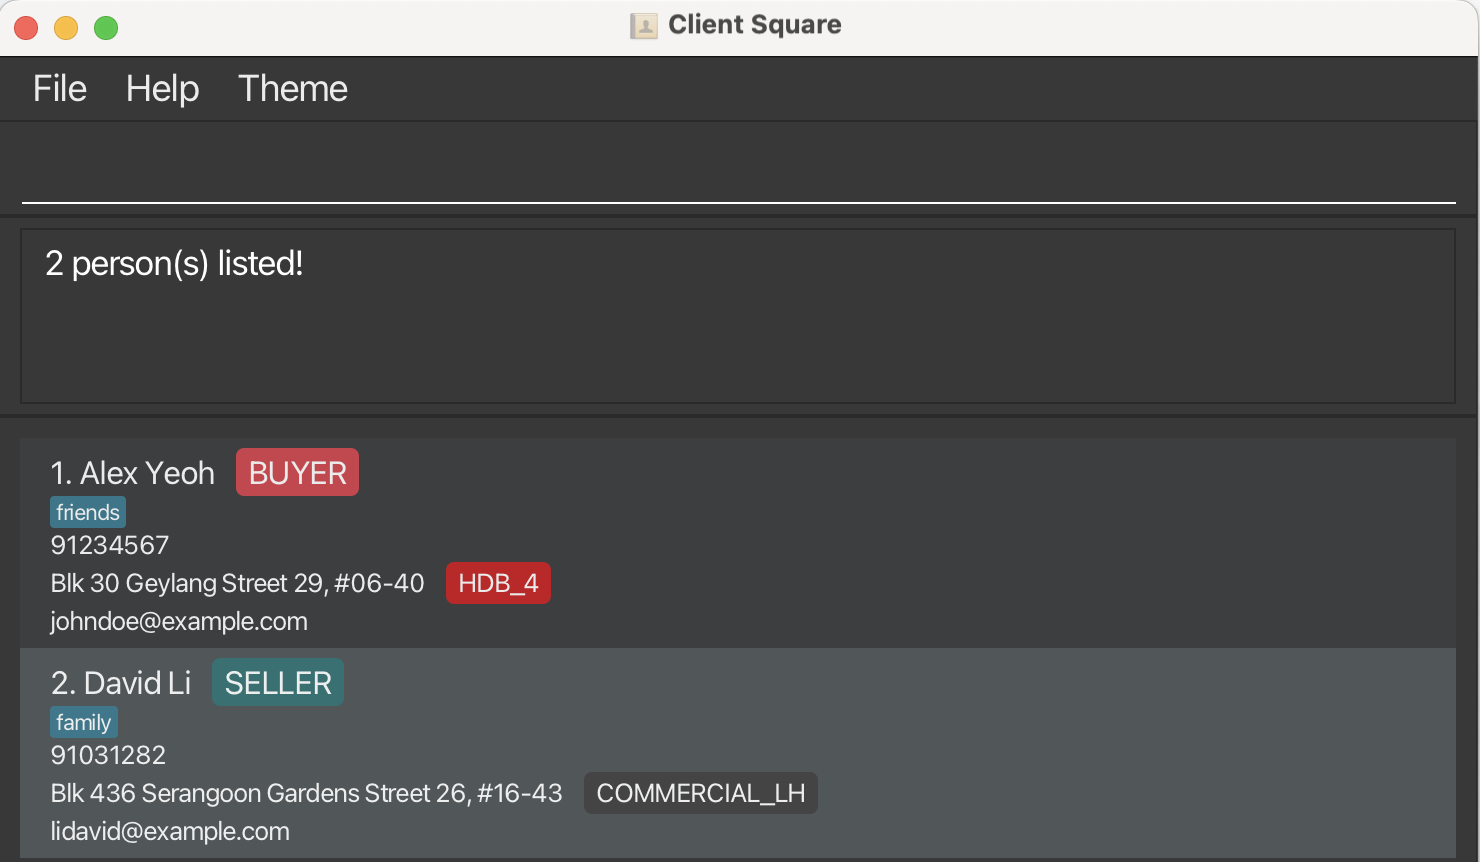 Client Square
File Help Theme
2 person(s) listed!
1. Alex Yeoh BUYER
friends
91234567
Blk 30 Geylang Street 29, #06-40 HDB_4
johndoe@example.com
2. David Li SELLER
family
91031282
Blk 436 Serangoon Gardens Street 26, #16-43 COMMERCIAL_LH
lidavid@example.com